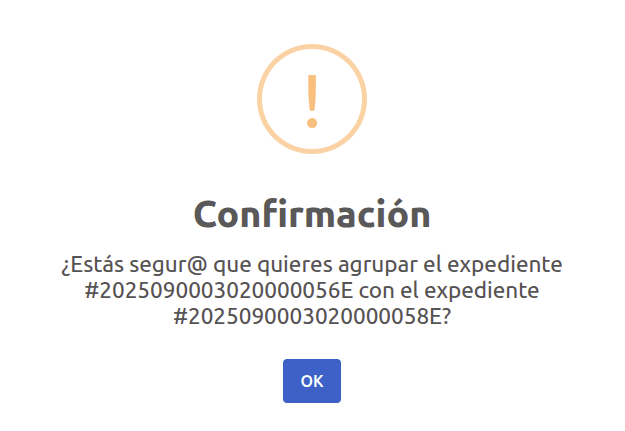 !
Confirmación
¿Estás segur@ que quieres agrupar el expediente
#2025090003020000056E con el expediente
#2025090003020000058E?
OK